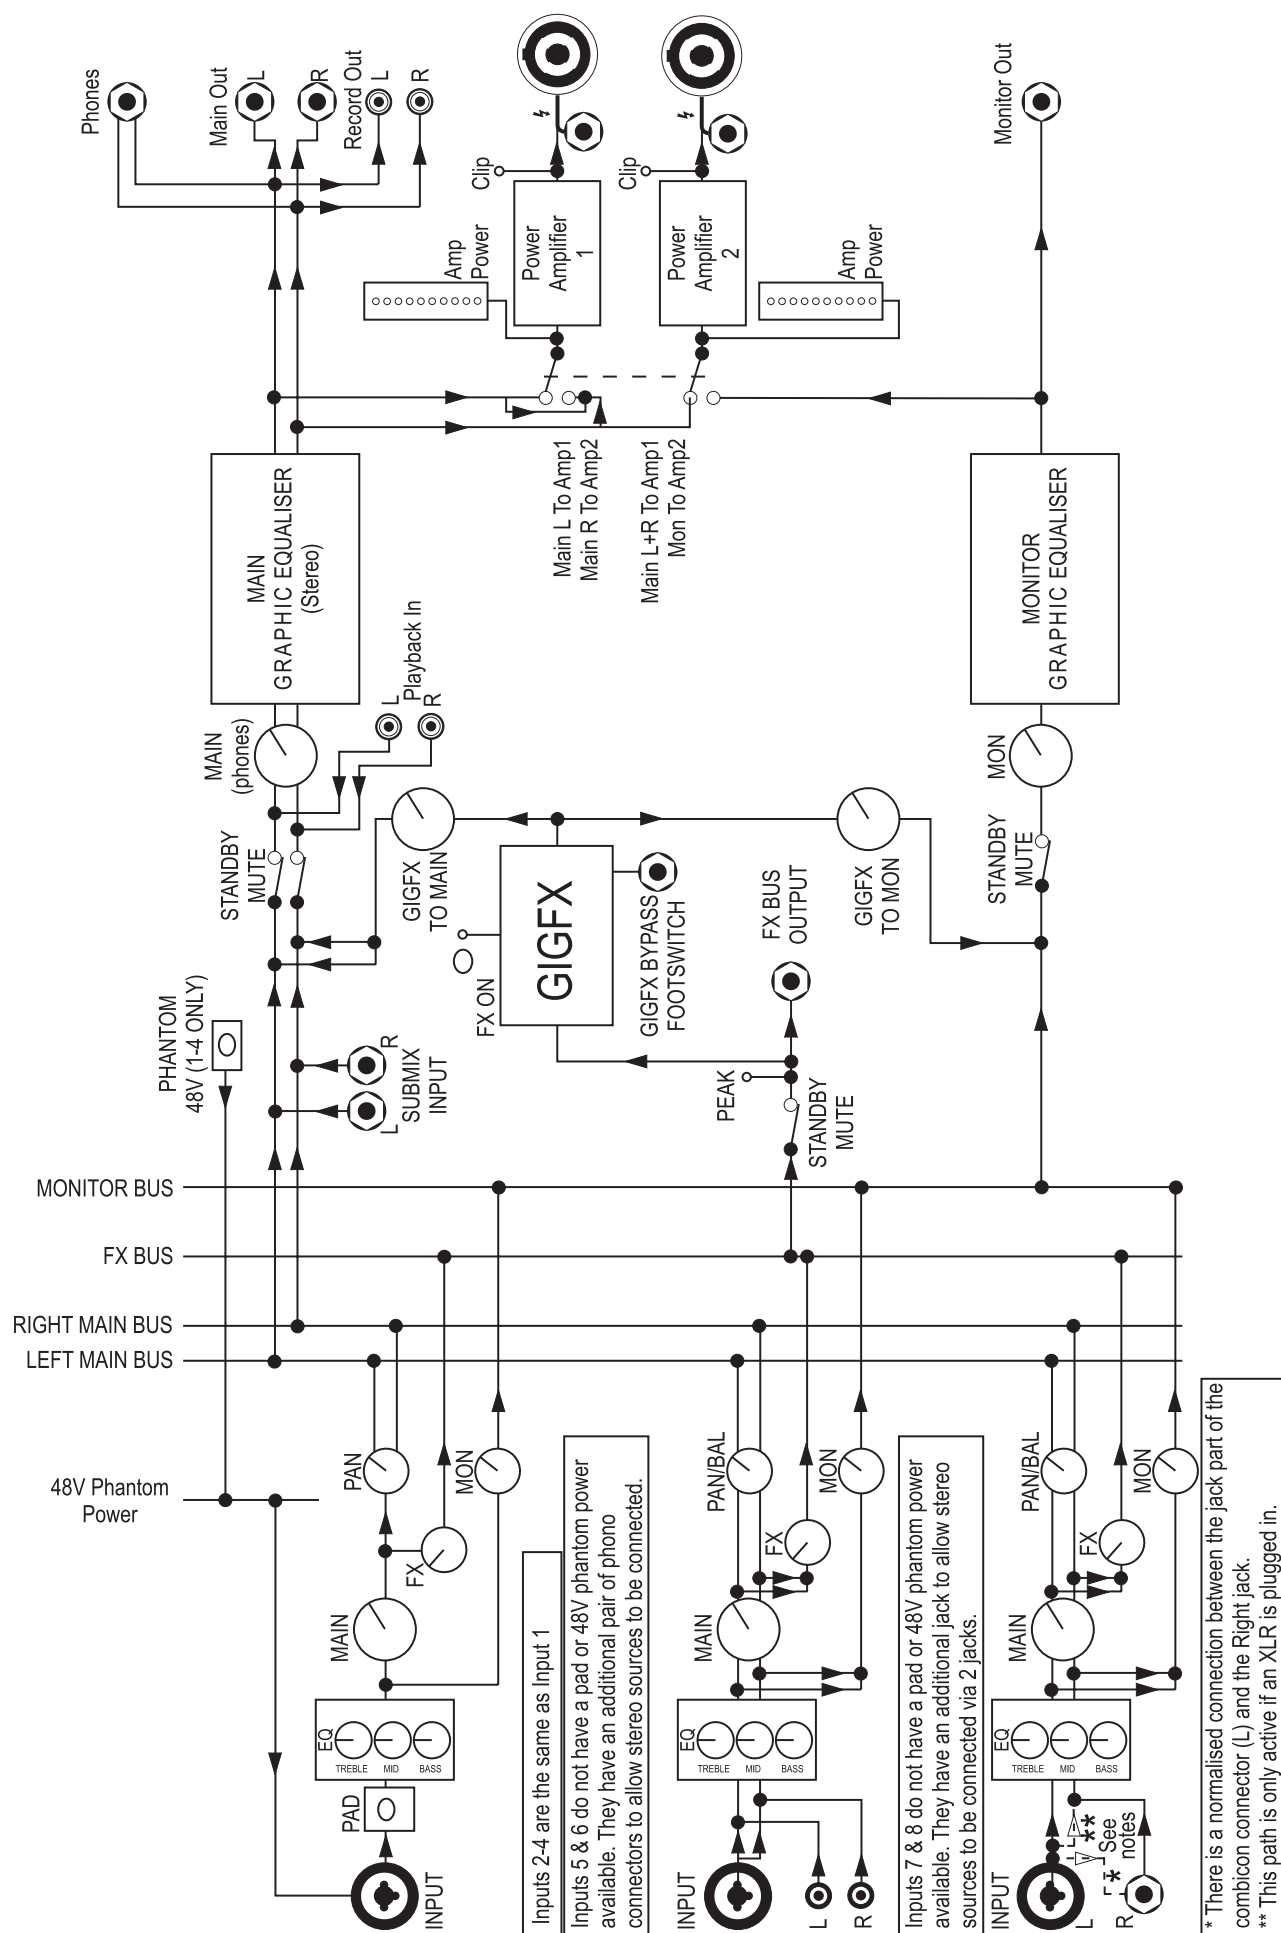 Phones
Main Out
L
R
Record Out
L
R
Clip
Clip
Monitor Out
Amp
Power
Power
Amplifier
1
Power
Amplifier
2
Amp
Power
Main L To Amp1
Main R To Amp2
Main L+R To Amp1
Mon To Amp2
MAIN
GRAPHIC EQUALISER
(Stereo)
MONITOR
GRAPHIC EQUALISER
L
Playback In
R
MAIN
(phones)
MON
STANDBY
MUTE
GIGFX
TO MAIN
FX ON
GIGFX
GIGFX BYPASS
FOOTSWITCH
FX BUS
OUTPUT
GIGFX
TO MON
STANDBY
MUTE
PHANTOM
48V (1-4 ONLY)
L
R
SUBMIX
INPUT
PEAK
STANDBY
MUTE
MONITOR BUS
FX BUS
RIGHT MAIN BUS
LEFT MAIN BUS
48V Phantom
Power
PAN
MON
FX
MAIN
EQ
TREBLE
MID
BASS
PAD
INPUT
Inputs 2-4 are the same as Input 1
Inputs 5 & 6 do not have a pad or 48V phantom power
available. They have an additional pair of phono
connectors to allow stereo sources to be connected.
PAN/BAL
MON
FX
MAIN
EQ
TREBLE
MID
BASS
INPUT
L
R
Inputs 7 & 8 do not have a pad or 48V phantom power
available. They have an additional jack to allow stereo
sources to be connected via 2 jacks.
PAN/BAL
MON
FX
MAIN
EQ
TREBLE
MID
BASS
INPUT
L
R
*
**
See
notes
* There is a normalised connection between the jack part of the
combicon connector (L) and the Right jack.
** This path is only active if an XLR is plugged in.